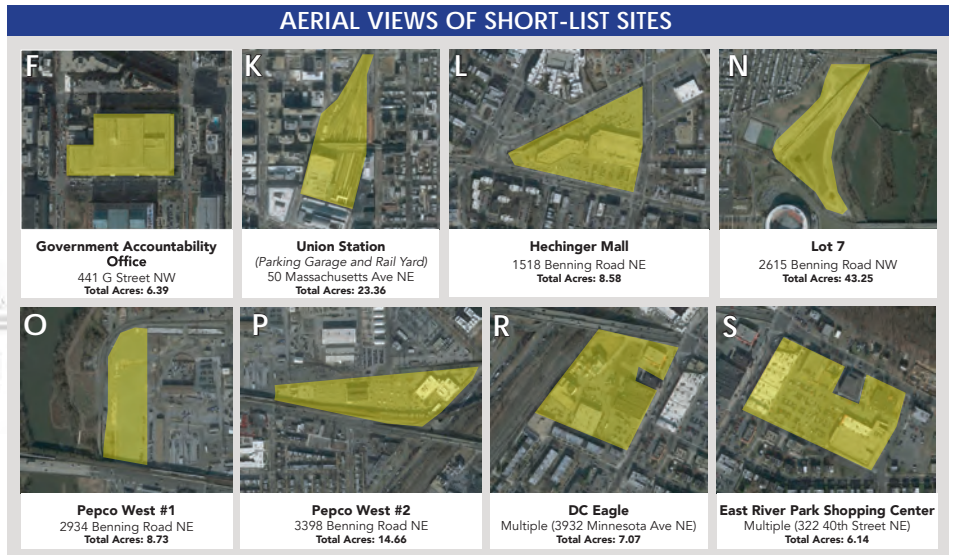 AERIAL VIEWS OF SHORT-LIST SITES
F
Government Accountability
Office
441 G Street NW
Total Acres: 6.39
K
Union Station
(Parking Garage and Rail Yard)
50 Massachusetts Ave NE
Total Acres: 23.36
L
Hechinger Mall
1518 Benning Road NE
Total Acres: 8.58
N
Lot 7
2615 Benning Road NW
Total Acres: 43.25
O
Pepco West #1
2934 Benning Road NE
Total Acres: 8.73
P
Pepco West #2
3398 Benning Road NE
Total Acres: 14.66
R
DC Eagle
Multiple (3932 Minnesota Ave NE)
Total Acres: 7.07
S
East River Park Shopping Center
Multiple (322 40th Street NE)
Total Acres: 6.14